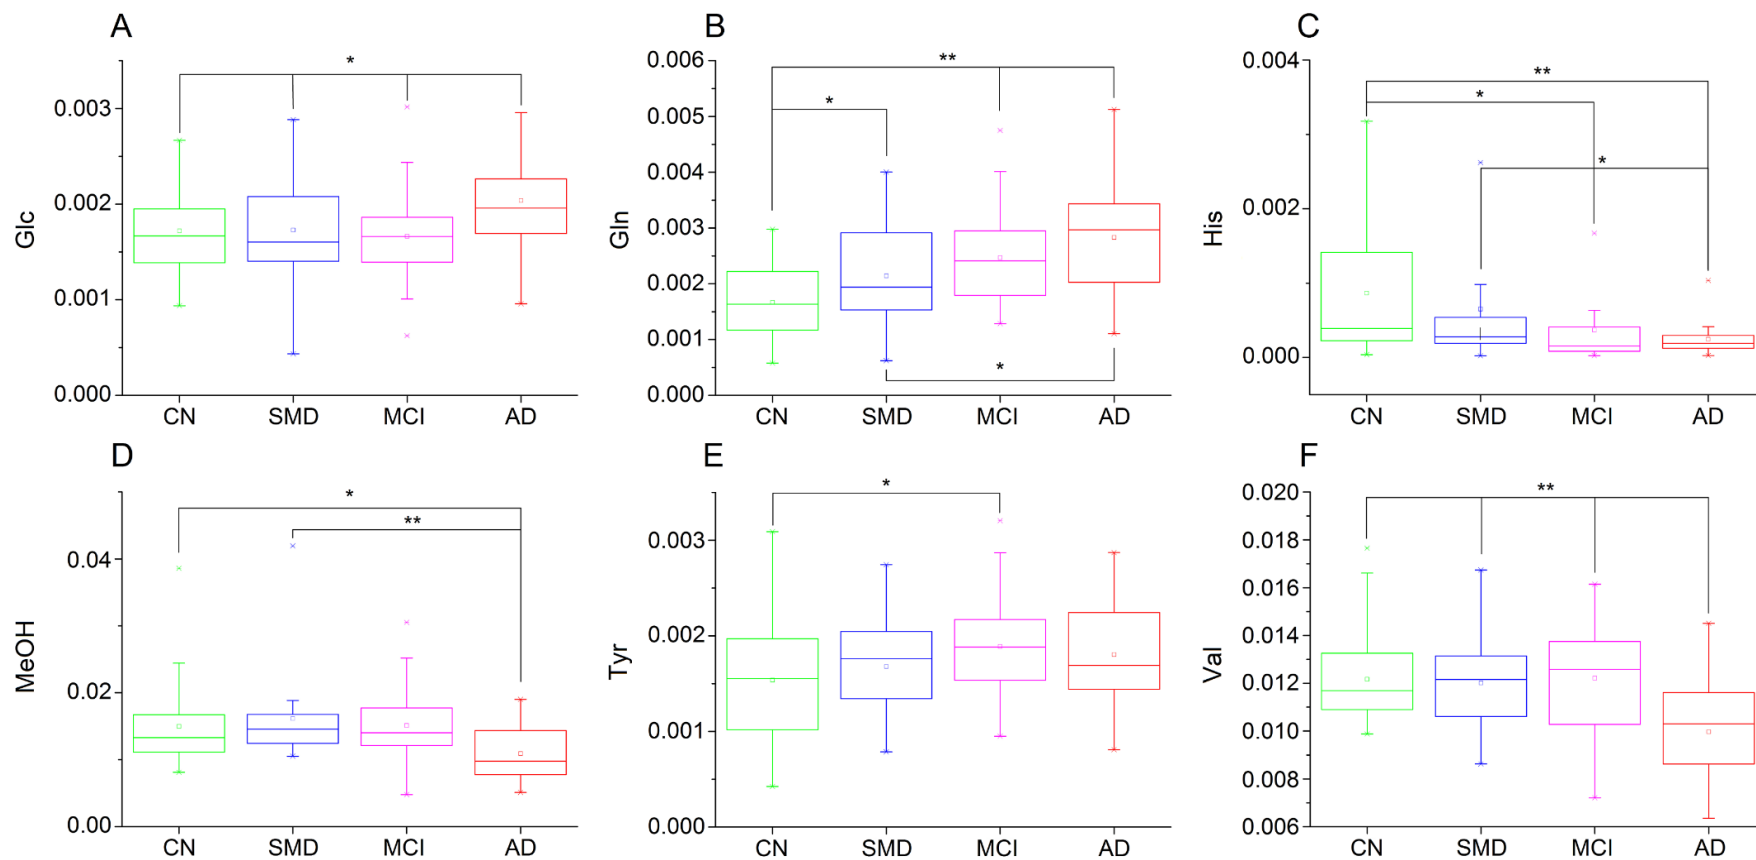 A
Glc
0.003
0.002
0.001
0.000
*
CN SMD MCI AD
B
Gln
0.006
0.005
0.004
0.003
0.002
0.001
0.000
**
*
*
CN SMD MCI AD
C
His
0.004
0.002
0.000
**
*
*
CN SMD MCI AD
D
MeOH
0.04
0.02
0.00
*
**
CN SMD MCI AD
E
Tyr
0.003
0.002
0.001
0.000
*
CN SMD MCI AD
F
Val
0.020
0.018
0.016
0.014
0.012
0.010
0.008
0.006
**
CN SMD MCI AD